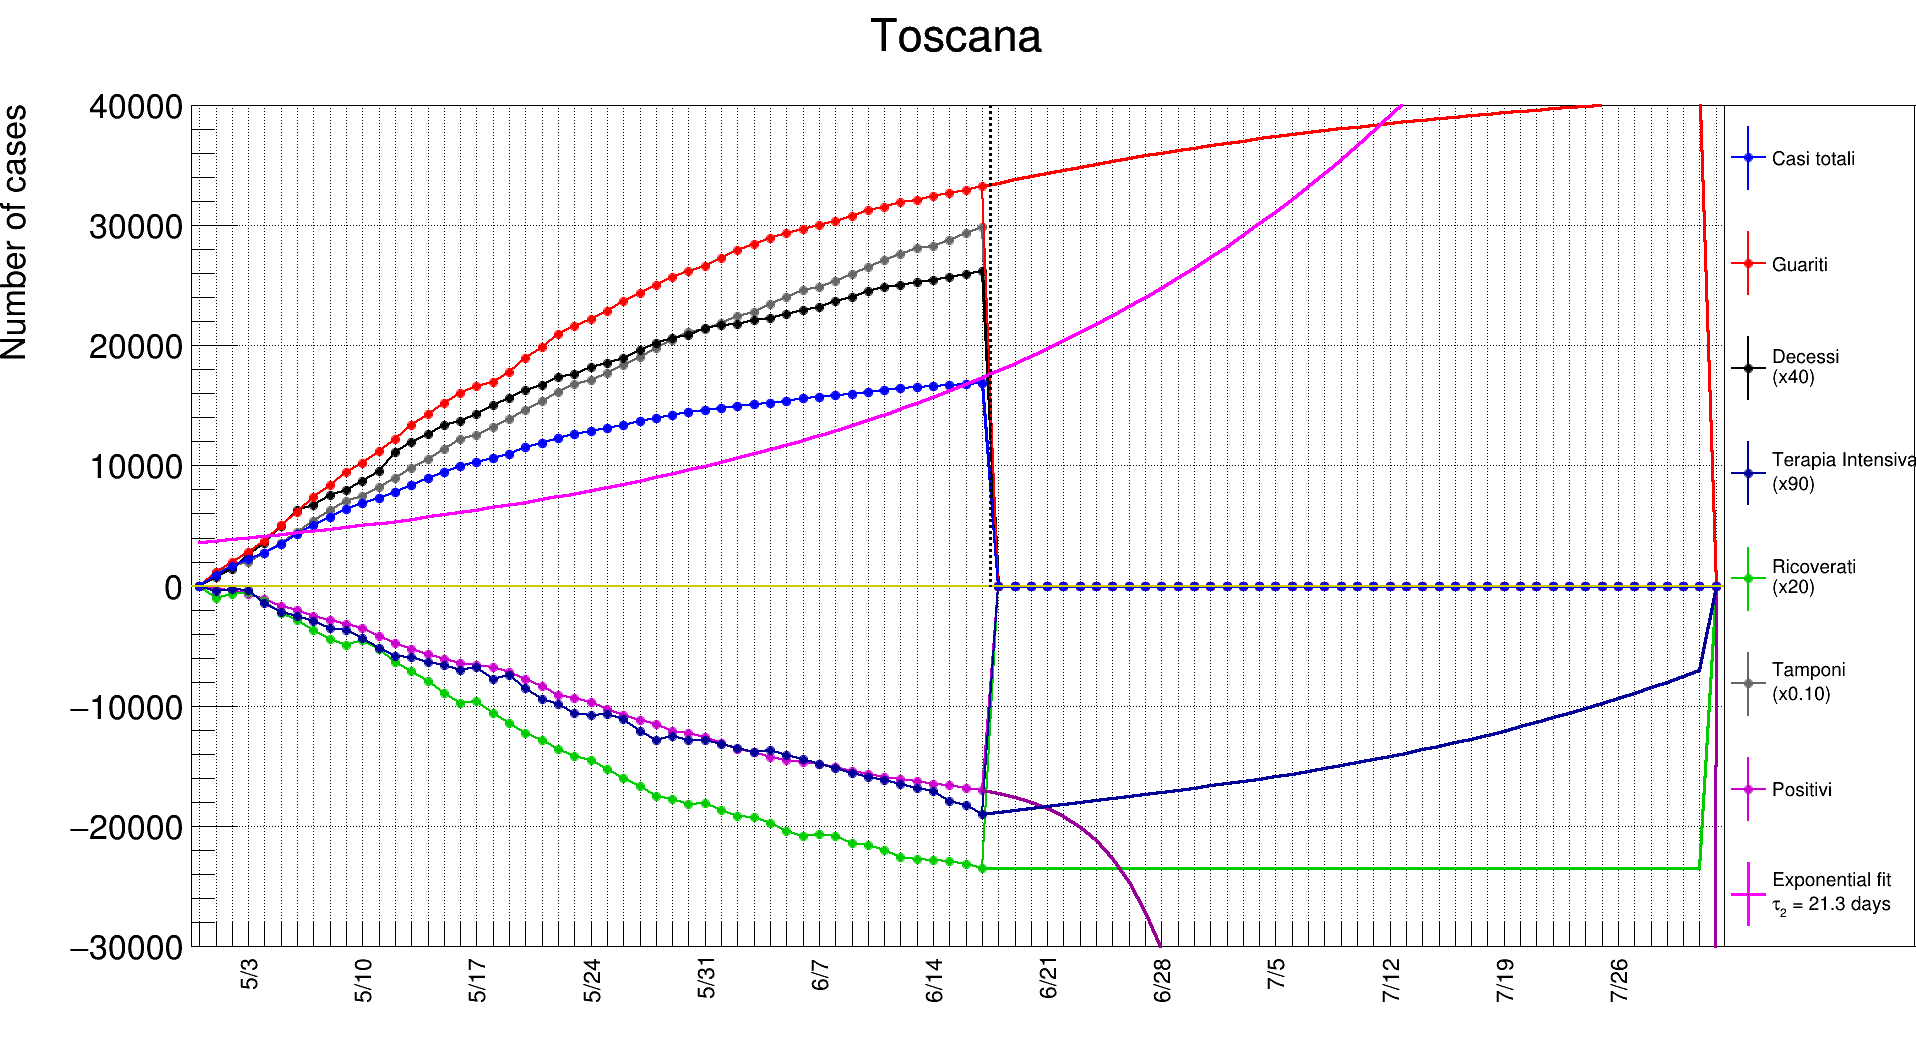 Toscana
Number of cases
40000
30000
20000
10000
0
−10000
−20000
−30000
5/3
5/10
5/17
5/24
5/31
6/7
6/14
6/21
6/28
7/5
7/12
7/19
7/26
Casi totali
Guariti
Decessi
(x40)
Terapia Intensiva
(x90)
Ricoverati
(x20)
Tamponi
(x0.10)
Positivi
Exponential fit
τ2 = 21.3 days